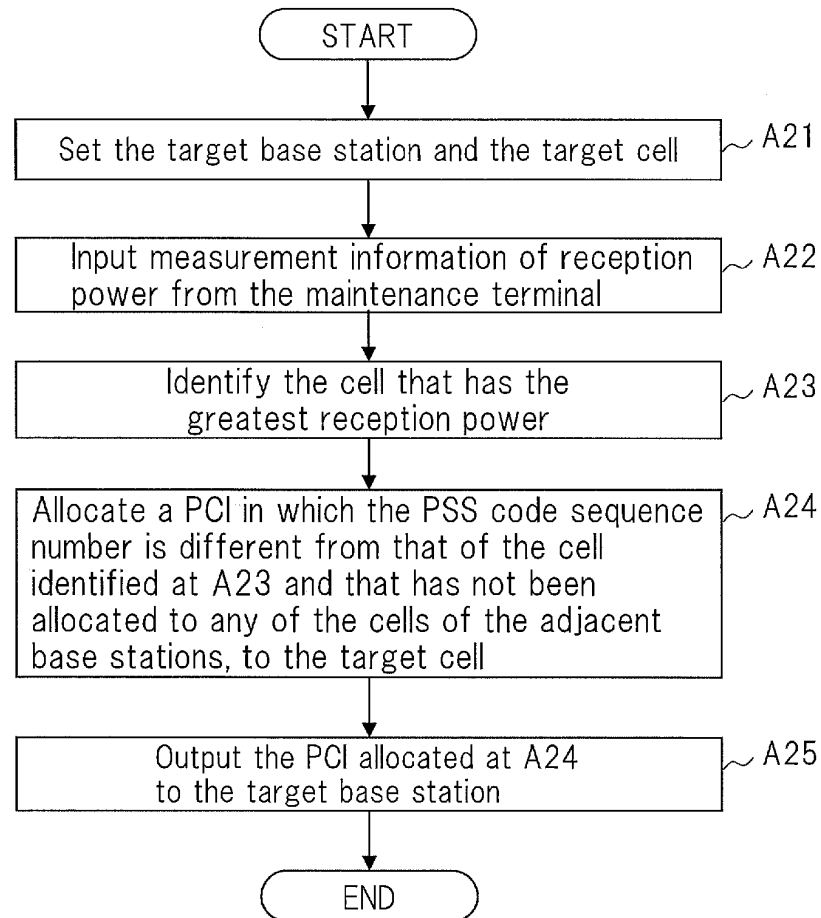 START
Set the target base station and the target cell
A21
Input measurement information of reception
power from the maintenance terminal
A22
Identify the cell that has the
greatest reception power
A23
Allocate a PCI in which the PSS code sequence
number is different from that of the cell
identified at A23 and that has not been
allocated to any of the cells of the adjacent
base stations, to the target cell
A24
Output the PCI allocated at A24
to the target base station
A25
END